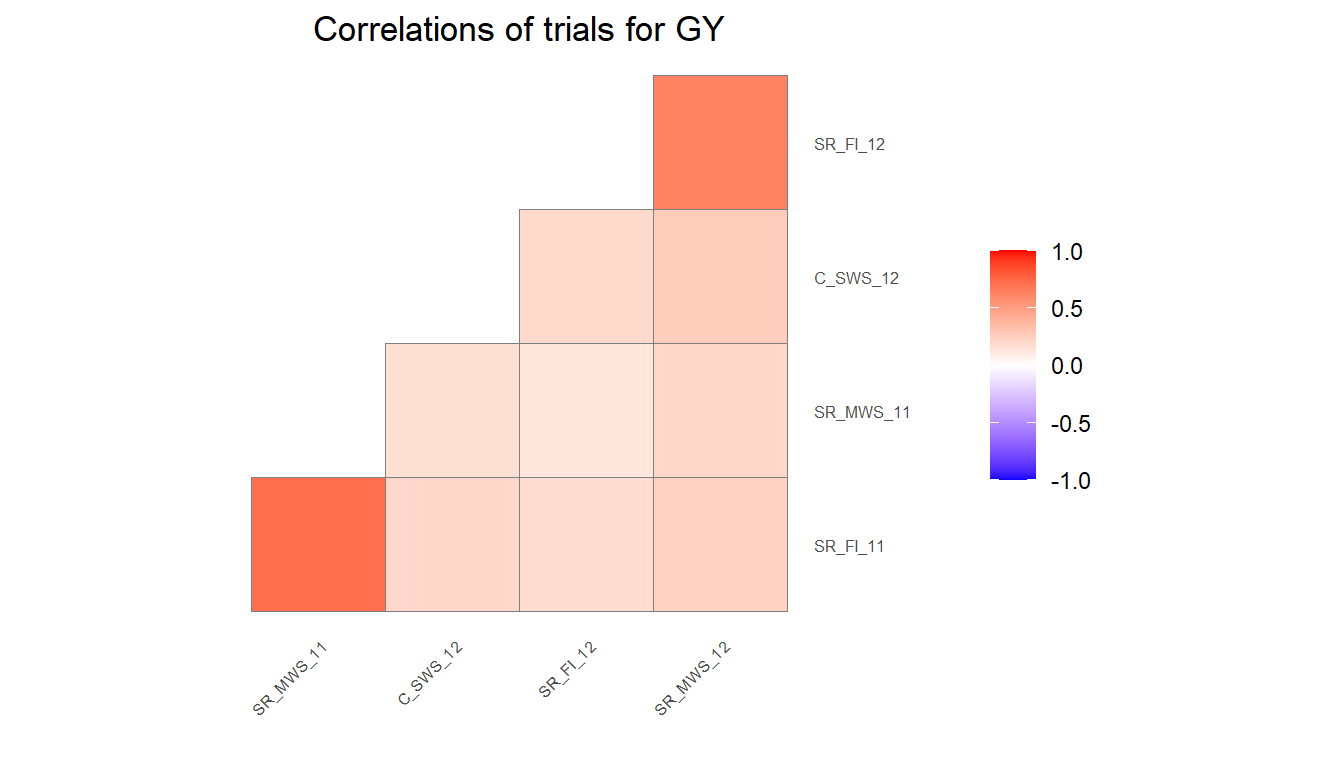 Correlations of trials for GY
SR_FI_12
C_SWS_12
SR_MWS_11
SR_FI_11
SR_MWS_11
C_SWS_12
SR_FI_12
SR_MWS_12
1.0
0.5
0.0
-0.5
-1.0